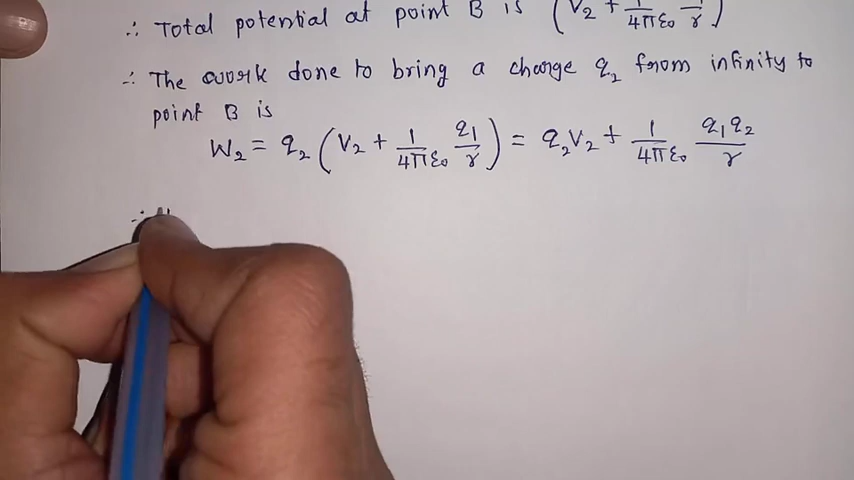 ∴ Total potential at point B is (V₂ + 1/4πε₀ 1/r)
∴ The work done to bring a charge q₂ from infinity to
point B is
W₂ = q₂ (V₂ + 1/4πε₀ q₁/r) = q₂V₂ + 1/4πε₀ q₁q₂/r
∴